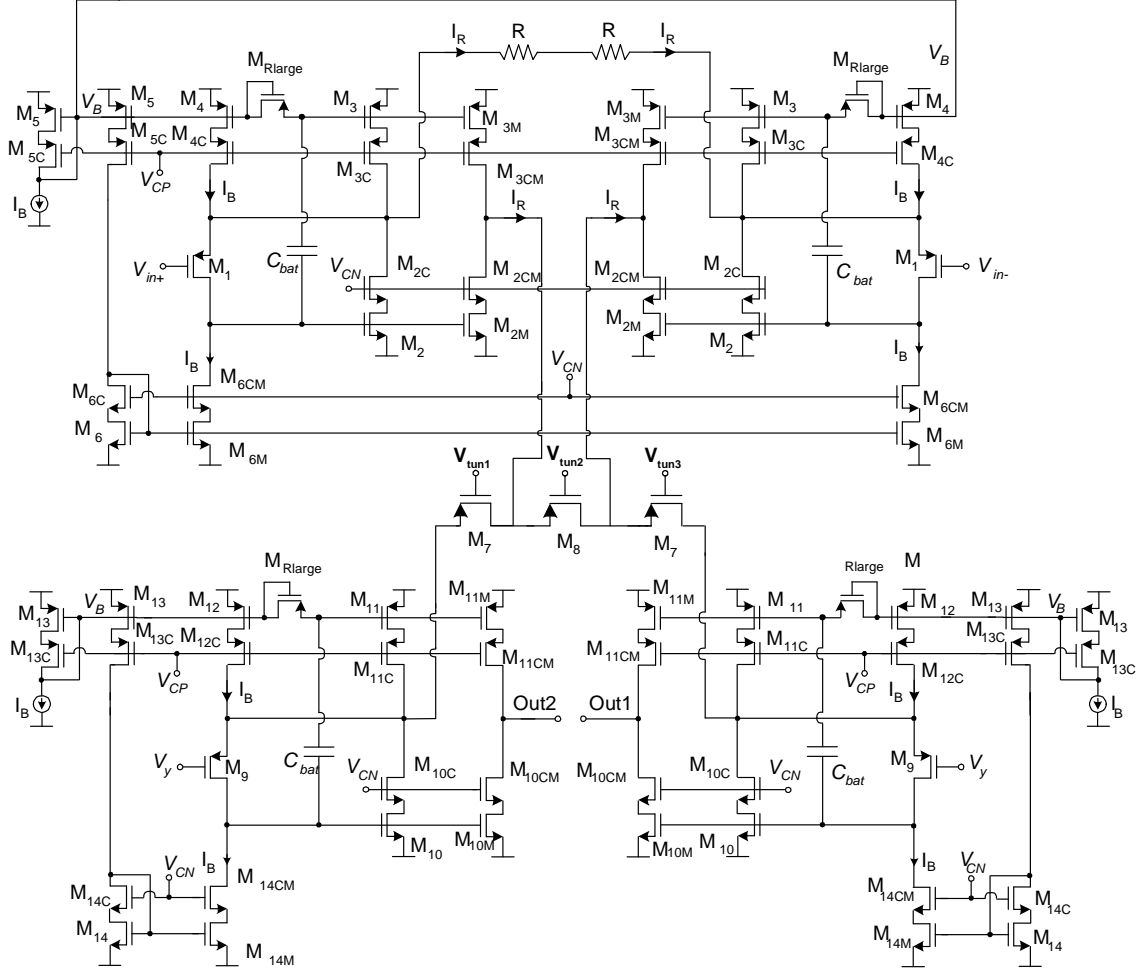 I_R R R I_R
M_Rlarge M_Rlarge V_B
M_5 V_B M_5 M_4 M_3 M_3M M_3M M_3 M_4
M_5C M_5C M_4C M_3C M_3CM M_3CM M_3C M_4C
V_CP
I_B I_B I_R I_R I_B
V_in+ M_1 C_bat V_CN M_2C M_2CM M_2CM M_2C C_bat M_1 V_in-
M_2 M_2M M_2M M_2
I_B V_CN I_B
M_6C M_6CM M_6CM
M_6 M_6M M_6M
V_tun1 V_tun2 V_tun3
M_7 M_8 M_7
M_Rlarge Rlarge M
M_13 V_B M_13 M_12 M_11 M_11M M_11M M_11 M_12 M_13 V_B M_13
M_13C M_13C M_12C M_11C M_11CM M_11CM M_11C M_12C M_13C M_13C
V_CP V_CP
I_B I_B Out2 Out1 I_B I_B
V_y M_9 C_bat V_CN M_10C M_10CM M_10CM M_10C V_CN C_bat M_9 V_y
M_10 M_10M M_10M M_10
V_CN I_B I_B V_CN
M_14C M_14CM M_14CM M_14C
M_14 M_14M M_14M M_14